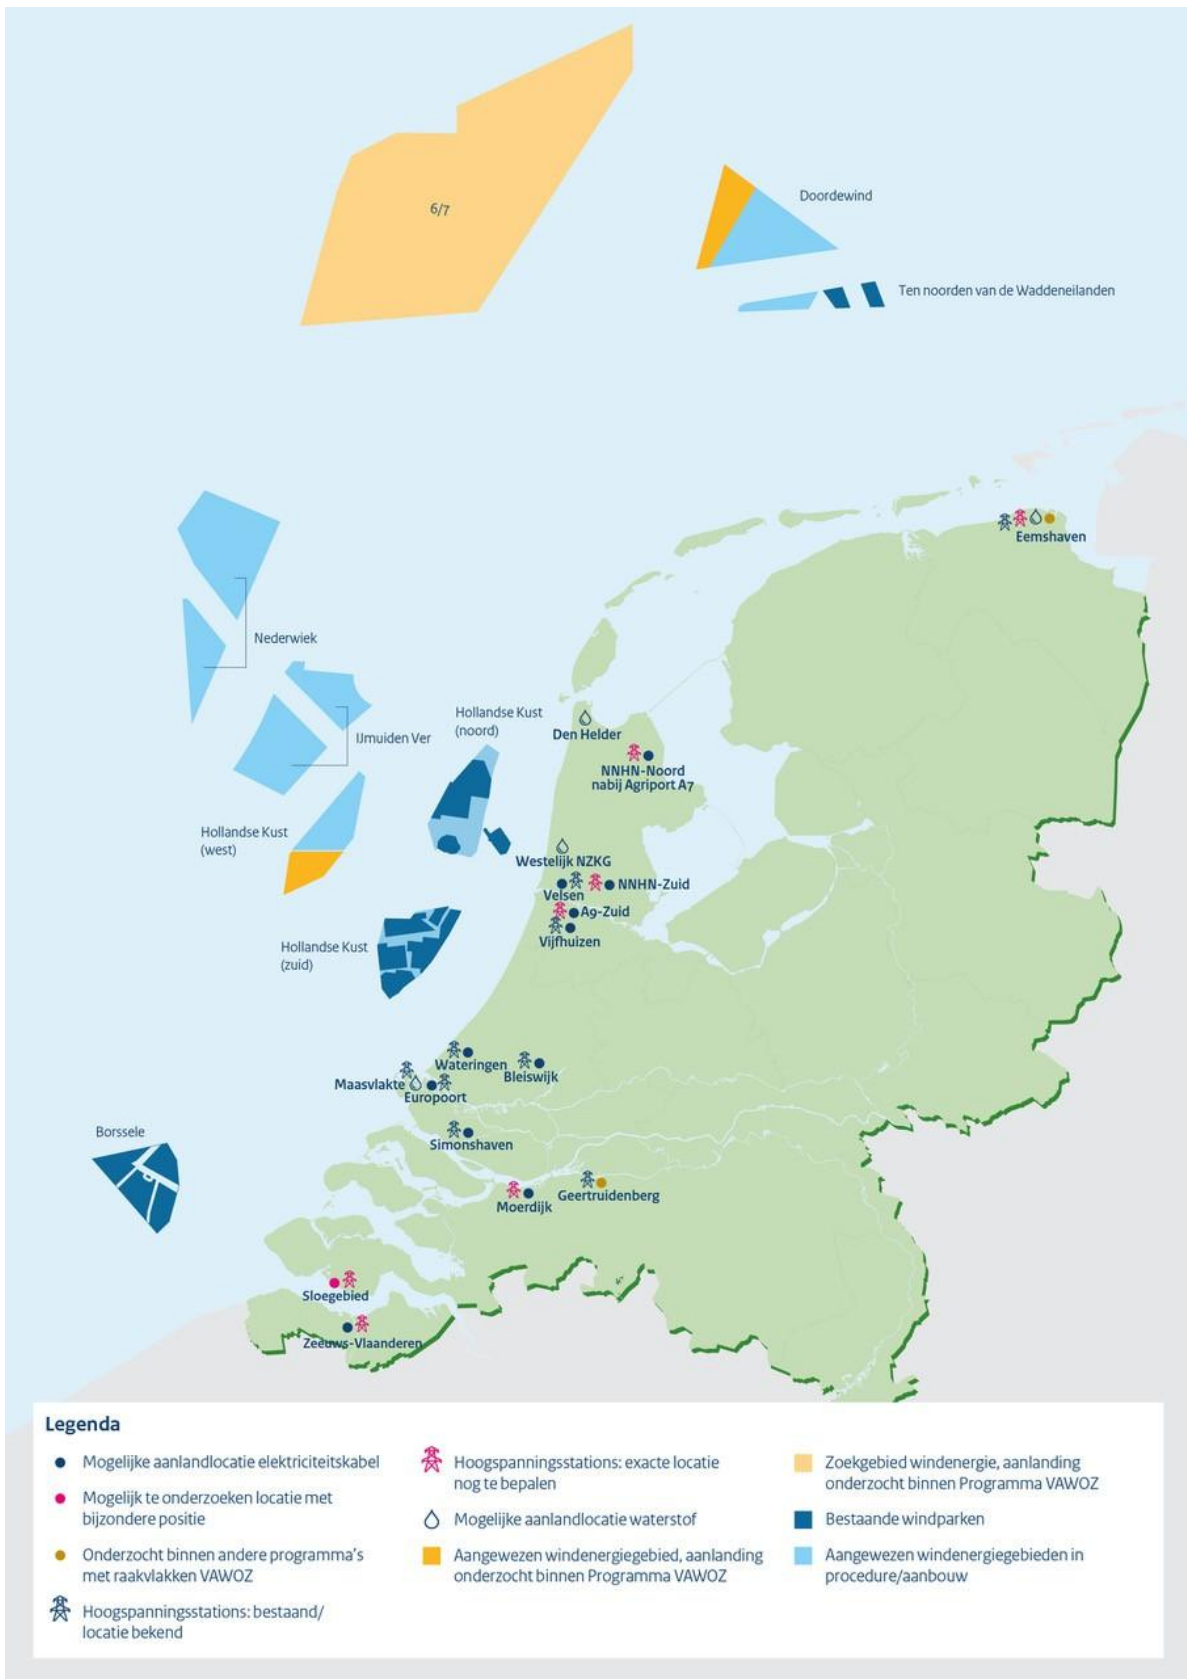 6/7
Doordewind
Ten noorden van de Waddeneilanden
Eemshaven
Nederwiek
IJmuiden Ver
Hollandse Kust
(noord)
Den Helder
NNHN-Noord
nabij Agriport A7
Hollandse Kust
(west)
Westelijk NZKG
Velsen
NNHN-Zuid
A9-Zuid
Vijfhuizen
Hollandse Kust
(zuid)
Wateringen
Bleiswijk
Maasvlakte
Europoort
Borssele
Simonshaven
Moerdijk
Geertruidenberg
Sloegebied
Zeeuws-Vlaanderen
Legenda
Mogelijke aanlandlocatie elektriciteitskabel
Mogelijk te onderzoeken locatie met
bijzondere positie
Onderzocht binnen andere programma's
met raakvlakken VAWOZ
Hoogspanningsstations: bestaand/
locatie bekend
Hoogspanningsstations: exacte locatie
nog te bepalen
Mogelijke aanlandlocatie waterstof
Aangewezen windenergiegebied, aanlanding
onderzocht binnen Programma VAWOZ
Zoekgebied windenergie, aanlanding
onderzocht binnen Programma VAWOZ
Bestaande windparken
Aangewezen windenergiegebieden in
procedure/aanbouw